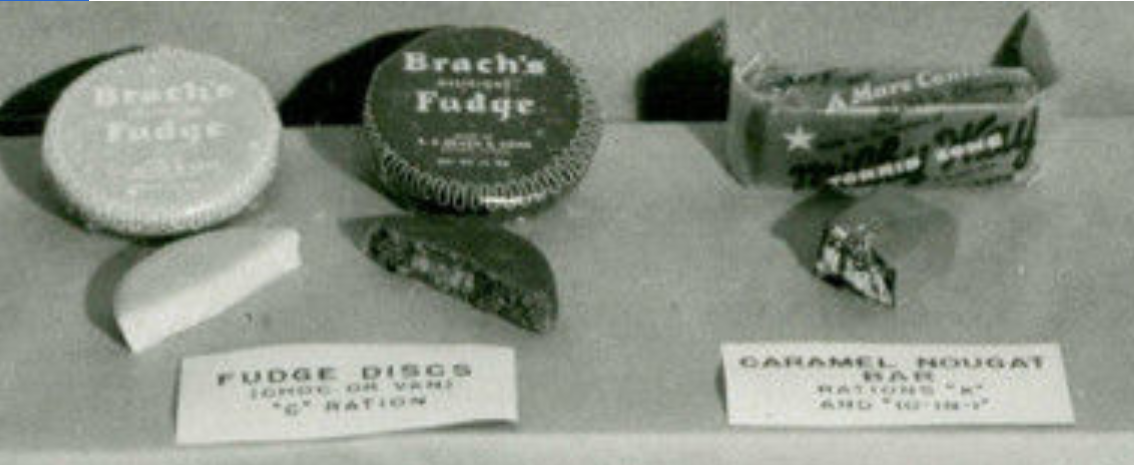 Brach's
Fudge
Brach's
Fudge
A Mars Conf
Milky Way
FUDGE DISCS
(CHOC OR VAN)
"C" RATION
CARAMEL NOUGAT
BAR
RATIONS "K"
AND "10-IN-1"